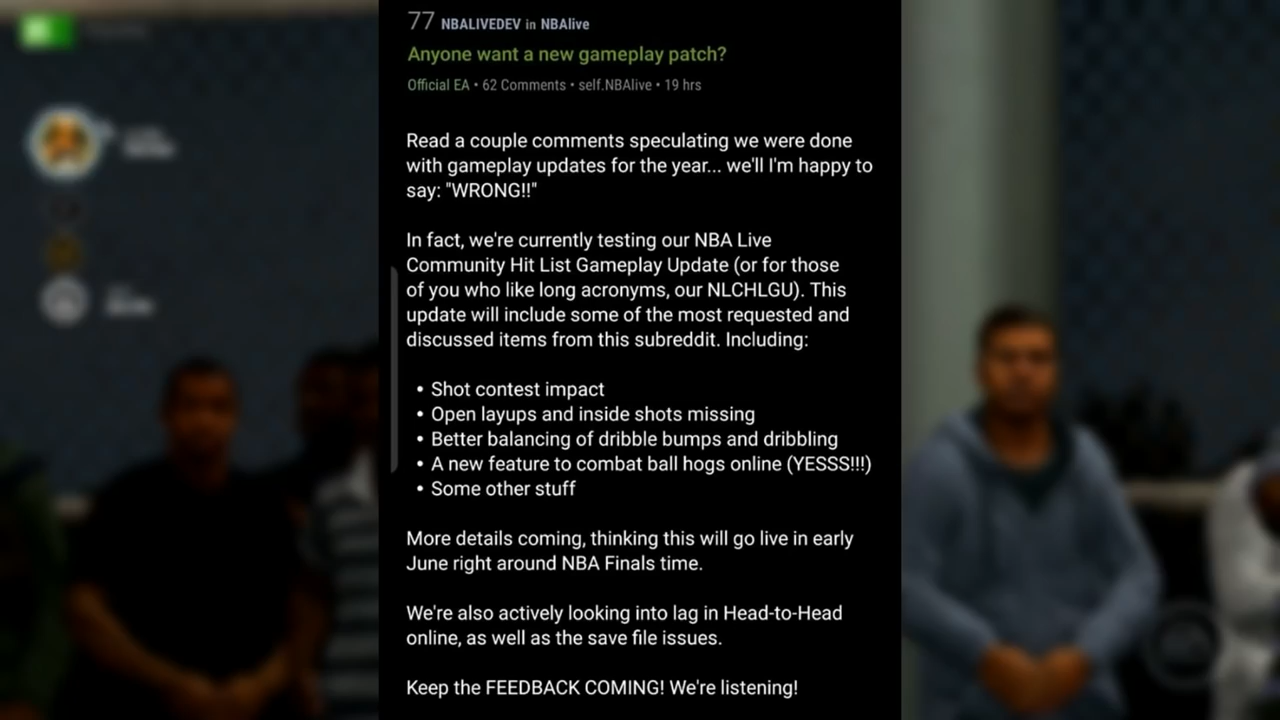 77 NBALIVEDEV in NBAlive
Anyone want a new gameplay patch?
Official EA • 62 Comments • self.NBAlive • 19 hrs
Read a couple comments speculating we were done
with gameplay updates for the year... we'll I'm happy to
say: "WRONG!!"
In fact, we're currently testing our NBA Live
Community Hit List Gameplay Update (or for those
of you who like long acronyms, our NLCHLGU). This
update will include some of the most requested and
discussed items from this subreddit. Including:
• Shot contest impact
• Open layups and inside shots missing
• Better balancing of dribble bumps and dribbling
• A new feature to combat ball hogs online (YESSS!!!)
• Some other stuff
More details coming, thinking this will go live in early
June right around NBA Finals time.
We're also actively looking into lag in Head-to-Head
online, as well as the save file issues.
Keep the FEEDBACK COMING! We're listening!